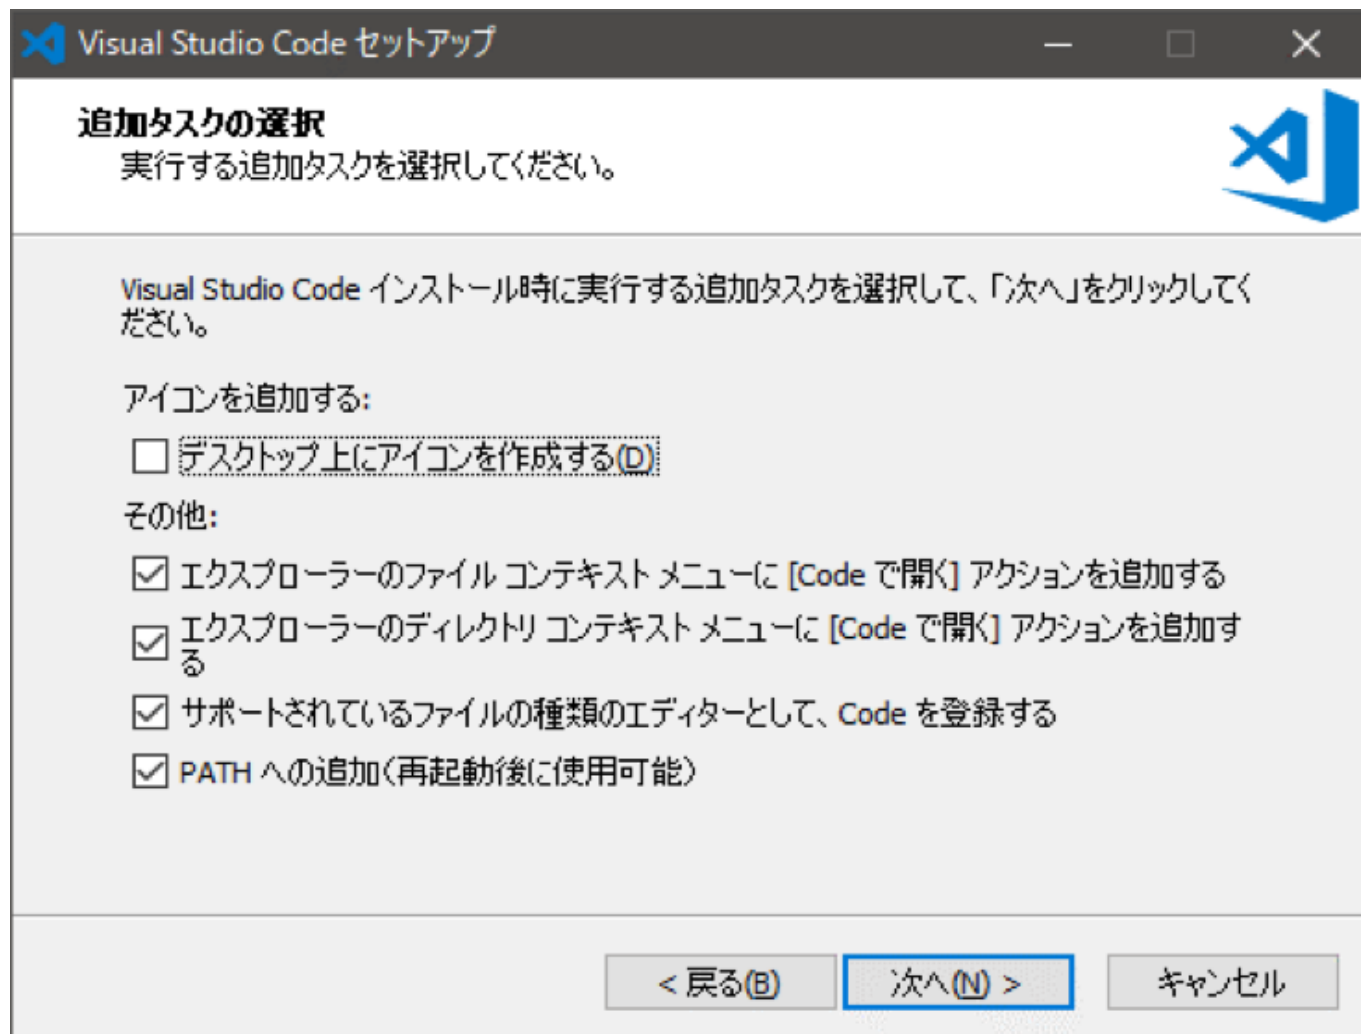 Visual Studio Code セットアップ
追加タスクの選択
実行する追加タスクを選択してください。
Visual Studio Code インストール時に実行する追加タスクを選択して、「次へ」をクリックしてく
ださい。
アイコンを追加する:
デスクトップ上にアイコンを作成する(D)
その他:
エクスプローラーのファイル コンテキスト メニューに [Code で開く] アクションを追加する
エクスプローラーのディレクトリ コンテキスト メニューに [Code で開く] アクションを追加す
る
サポートされているファイルの種類のエディターとして、Code を登録する
PATH への追加（再起動後に使用可能）
< 戻る(B)
次へ(N) >
キャンセル